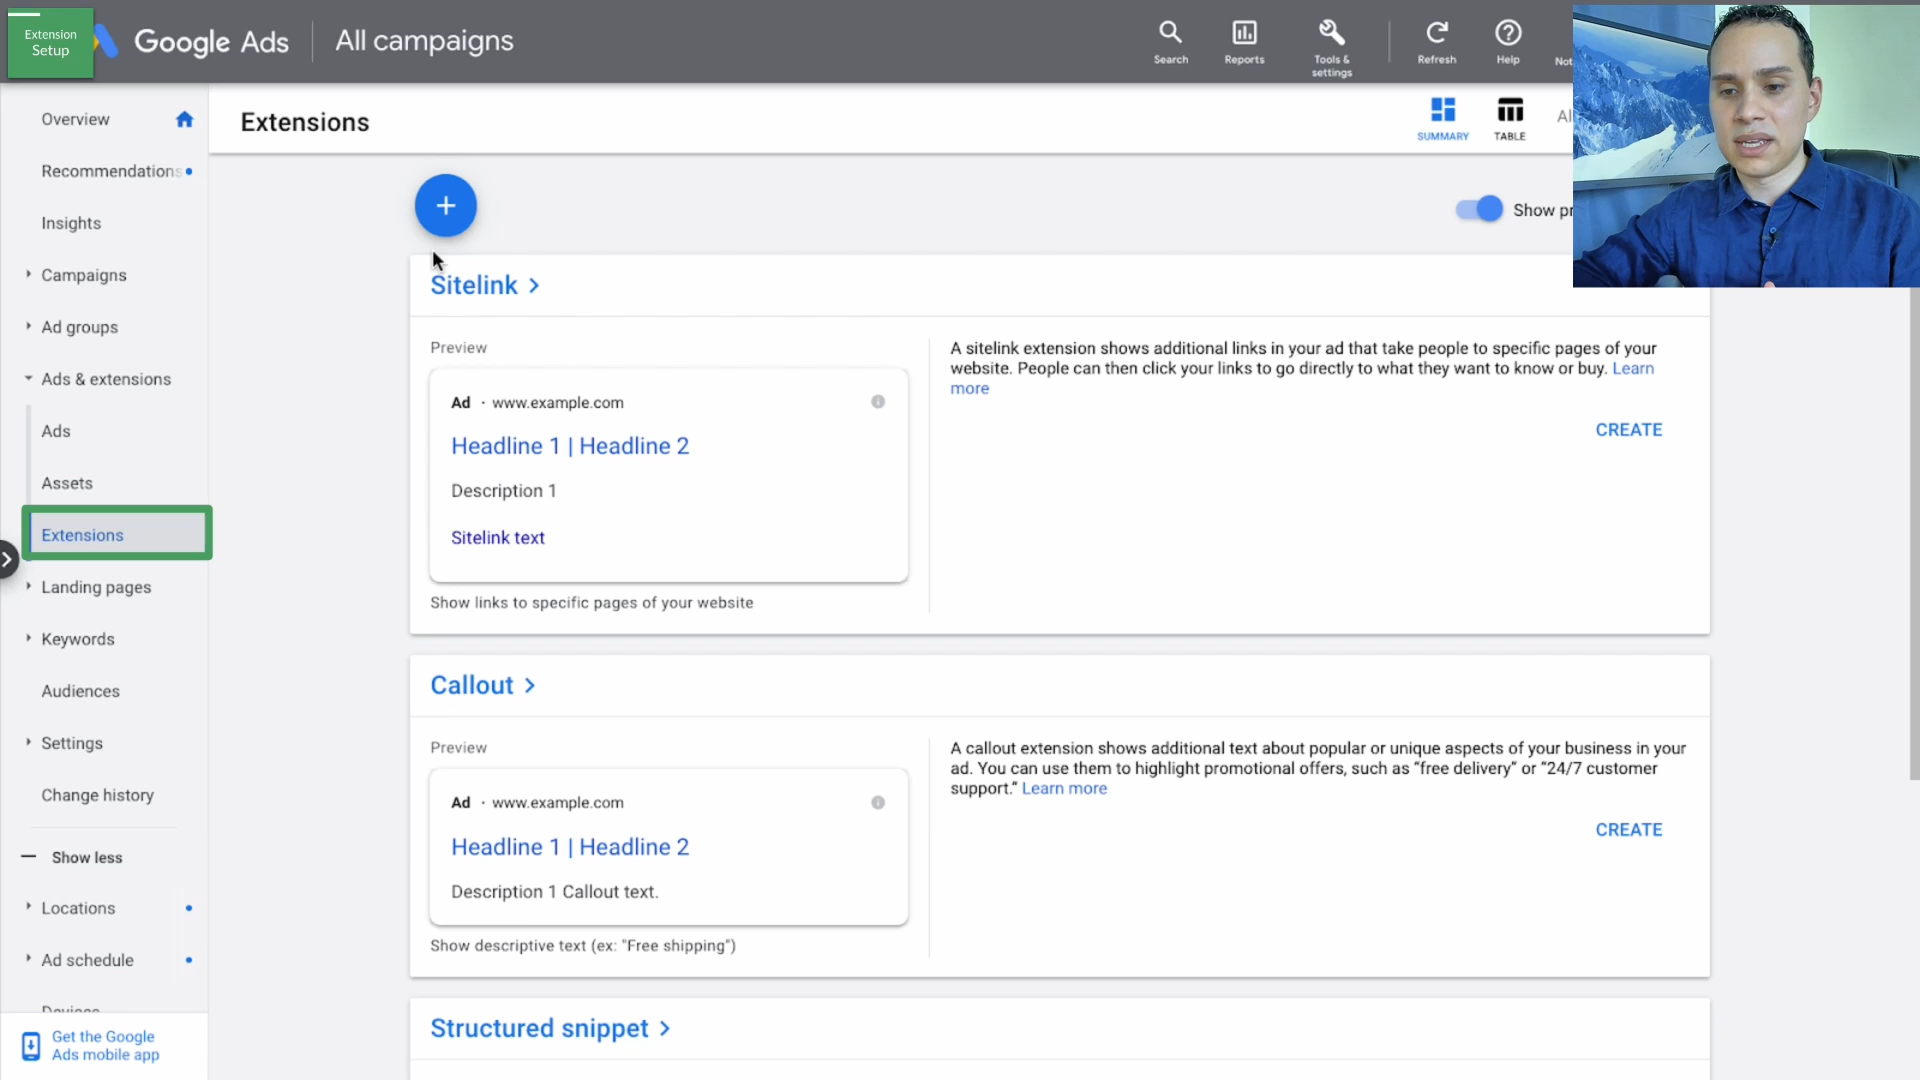 Extension
Setup
Google Ads
All campaigns
Search
Reports
Tools &
settings
Refresh
Help
Overview
Recommendations
Insights
Campaigns
Ad groups
Ads & extensions
Ads
Assets
Extensions
Landing pages
Keywords
Audiences
Settings
Change history
Show less
Locations
Ad schedule
Devices
Get the Google
Ads mobile app
Extensions
SUMMARY
TABLE
Show
Sitelink
Preview
Ad · www.example.com
Headline 1 | Headline 2
Description 1
Sitelink text
Show links to specific pages of your website
A sitelink extension shows additional links in your ad that take people to specific pages of your
website. People can then click your links to go directly to what they want to know or buy. Learn
more
CREATE
Callout
Preview
Ad · www.example.com
Headline 1 | Headline 2
Description 1 Callout text.
Show descriptive text (ex: "Free shipping")
A callout extension shows additional text about popular or unique aspects of your business in your
ad. You can use them to highlight promotional offers, such as “free delivery” or “24/7 customer
support.“ Learn more
CREATE
Structured snippet